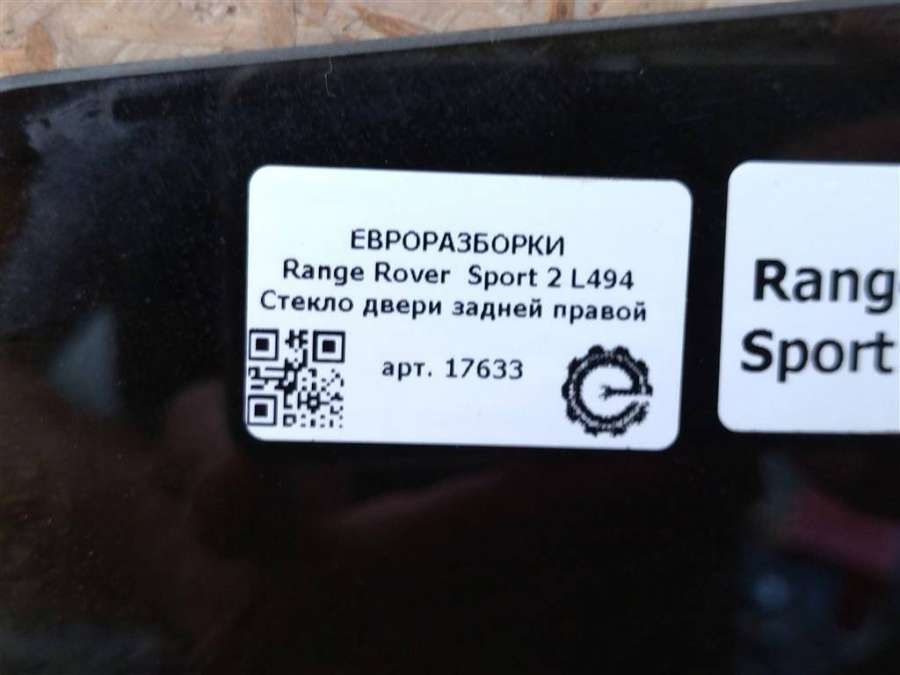 ЕВРОРАЗБОРКИ
Range Rover Sport 2 L494
Стекло двери задней правой
арт. 17633
Rang
Sport